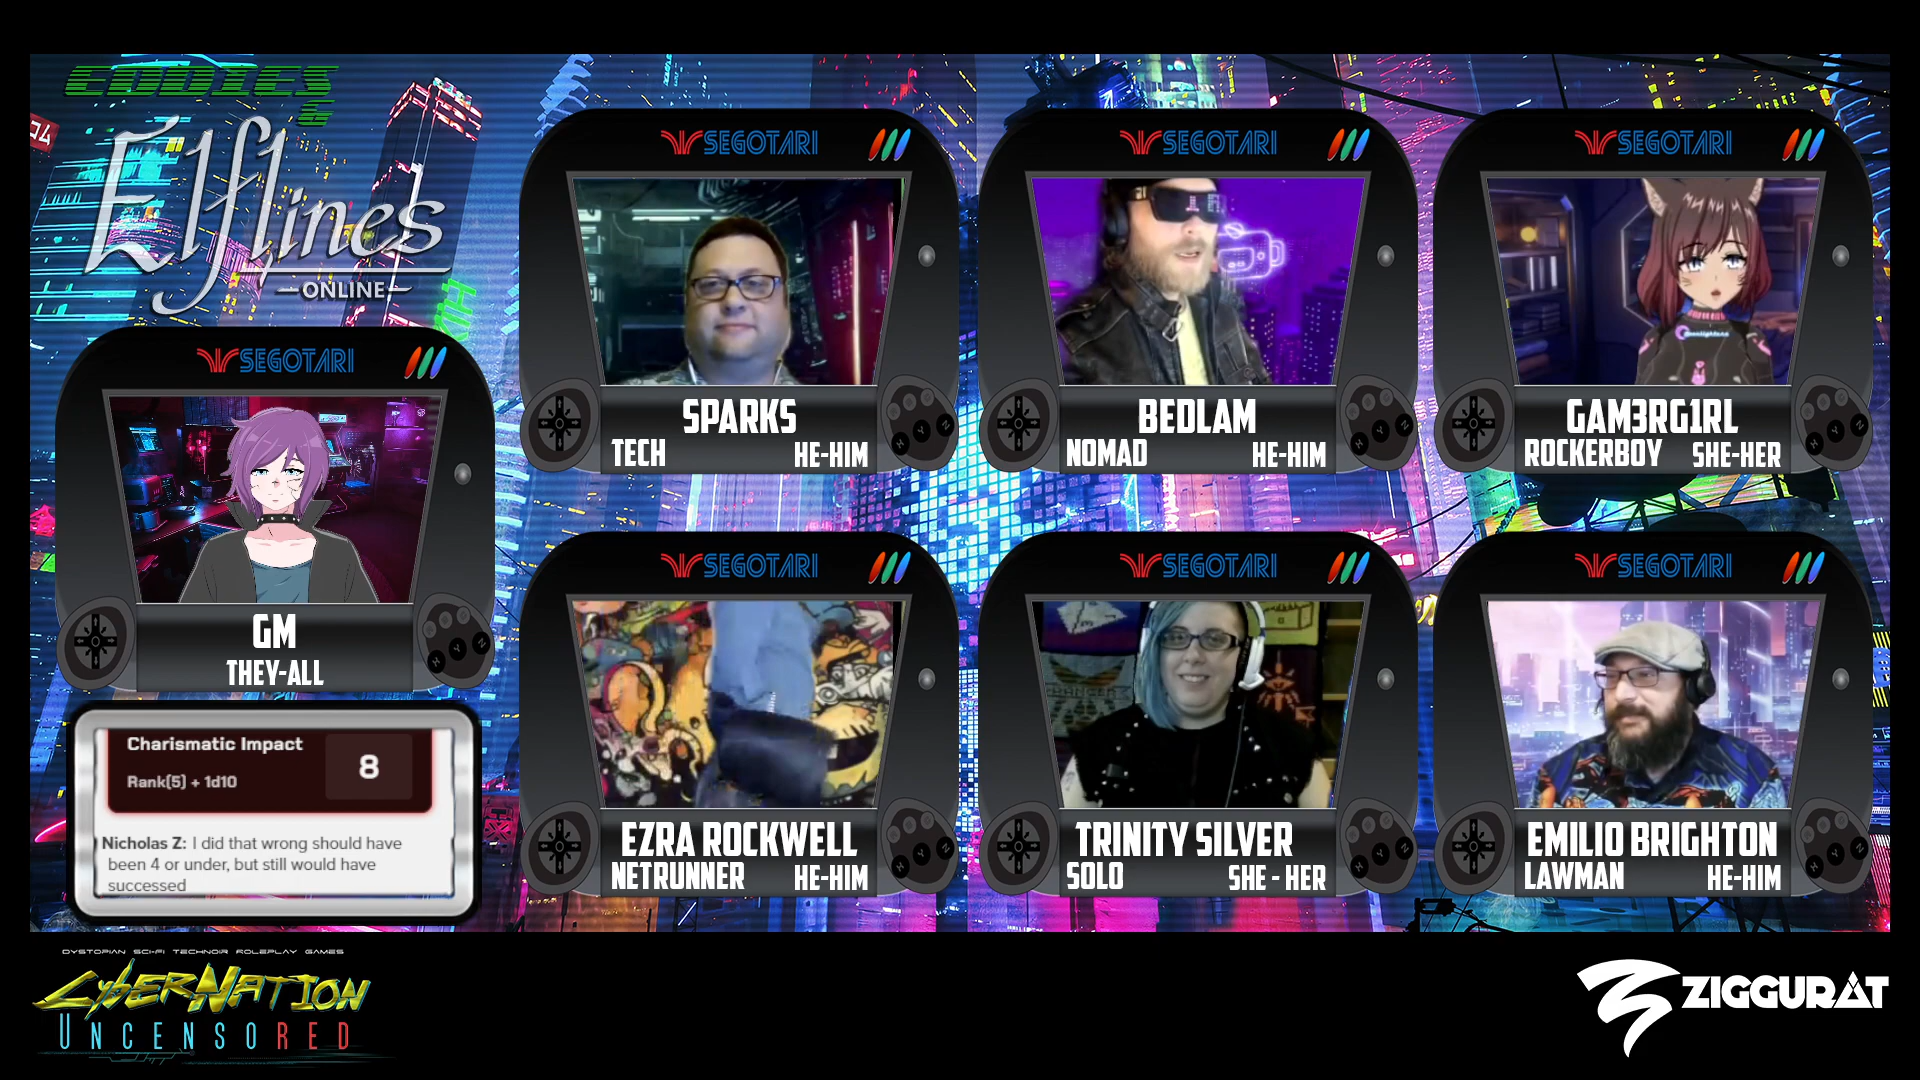 EDDIES
&
Elflines
ONLINE
SEGOTARI
GM
THEY-ALL
Charismatic Impact
8
Rank(5) + 1d10
Nicholas Z: I did that wrong should have
been 4 or under, but still would have
successed
SEGOTARI
SPARKS
TECH HE-HIM
SEGOTARI
BEDLAM
NOMAD HE-HIM
SEGOTARI
GAM3RG1RL
ROCKERBOY SHE-HER
SEGOTARI
EZRA ROCKWELL
NETRUNNER HE-HIM
SEGOTARI
TRINITY SILVER
SOLO SHE - HER
SEGOTARI
EMILIO BRIGHTON
LAWMAN HE-HIM
DYSTOPIAN SCI-FI TECHNOIR ROLEPLAY GAMES
CYBERNATION
UNCENSORED
ZIGGURAT